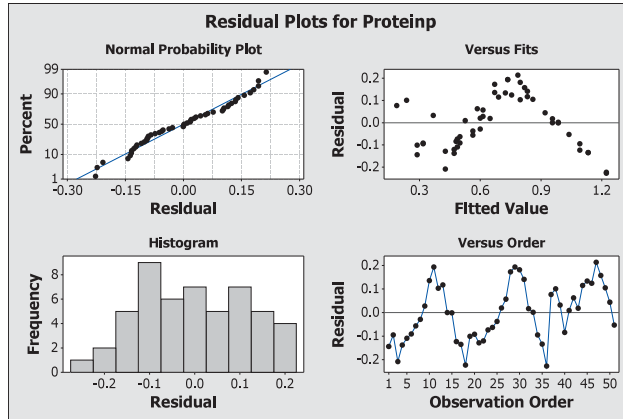 Residual Plots for Proteinp
Normal Probability Plot
99
90
50
10
1
Percent
-0.30
-0.15
0.00
0.15
0.30
Residual
Versus Fits
0.2
0.1
0.0
-0.1
-0.2
Residual
0.3
0.6
0.9
1.2
Fitted Value
Histogram
8
6
4
2
0
Frequency
-0.2
-0.1
0.0
0.1
0.2
Residual
Versus Order
0.2
0.1
0.0
-0.1
-0.2
Residual
1 5 10 15 20 25 30 35 40 45 50
Observation Order